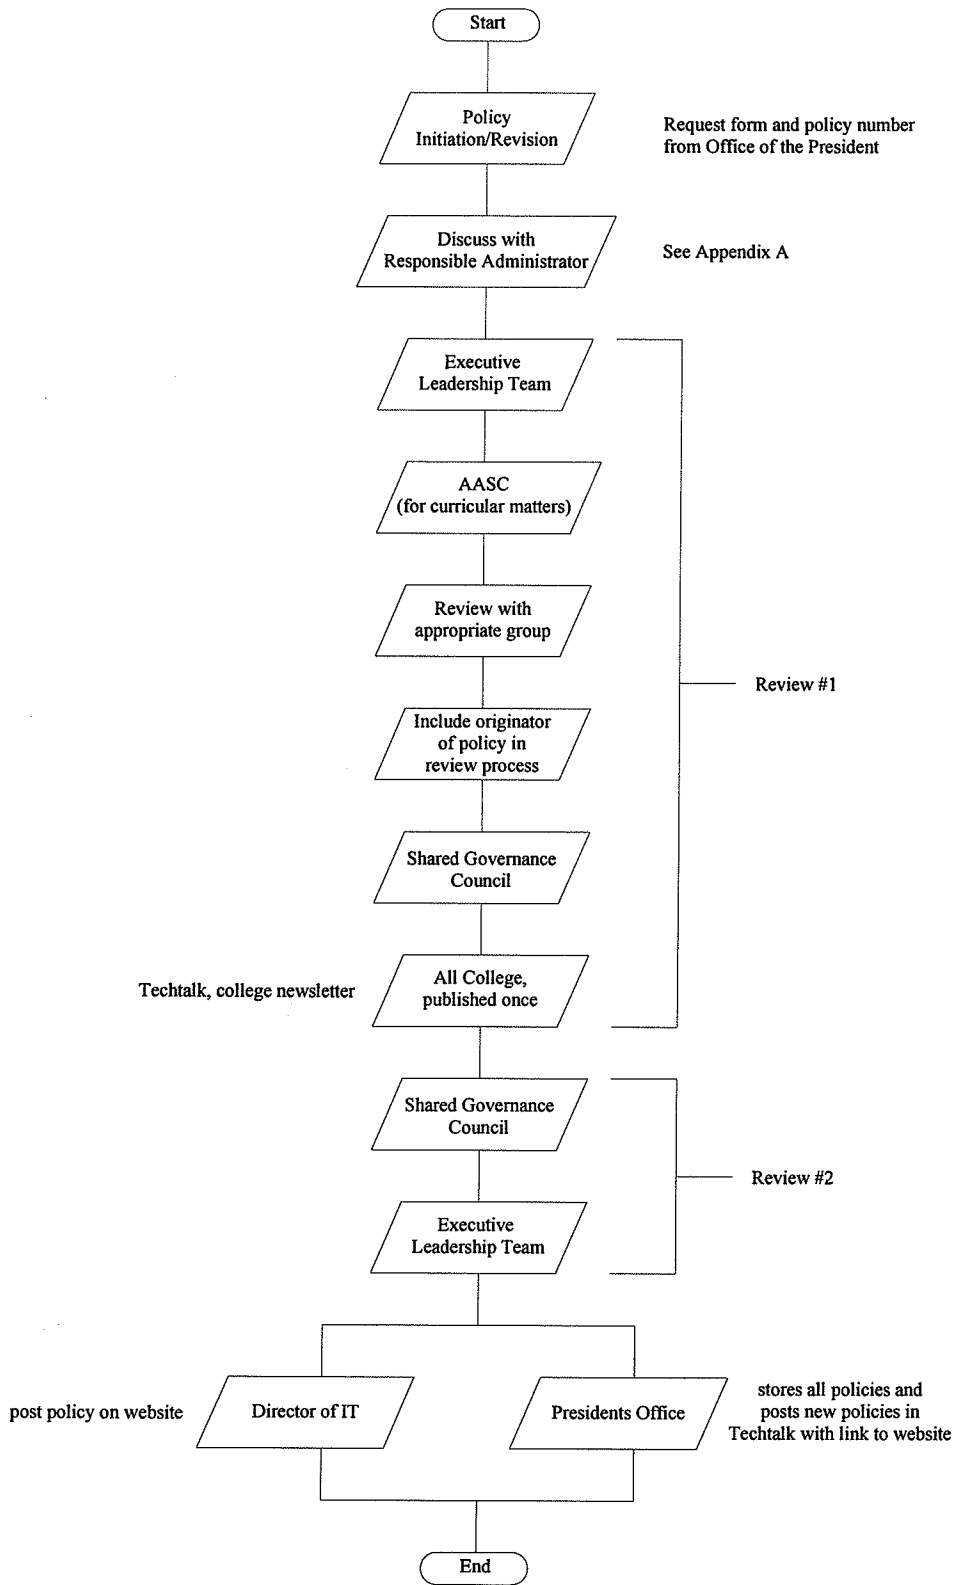 Start
Policy
Initiation/Revision
Request form and policy number
from Office of the President
Discuss with
Responsible Administrator
See Appendix A
Executive
Leadership Team
AASC
(for curricular matters)
Review with
appropriate group
Review #1
Include originator
of policy in
review process
Shared Governance
Council
Techtalk, college newsletter
All College,
published once
Shared Governance
Council
Review #2
Executive
Leadership Team
post policy on website
Director of IT
Presidents Office
stores all policies and
posts new policies in
Techtalk with link to website
End